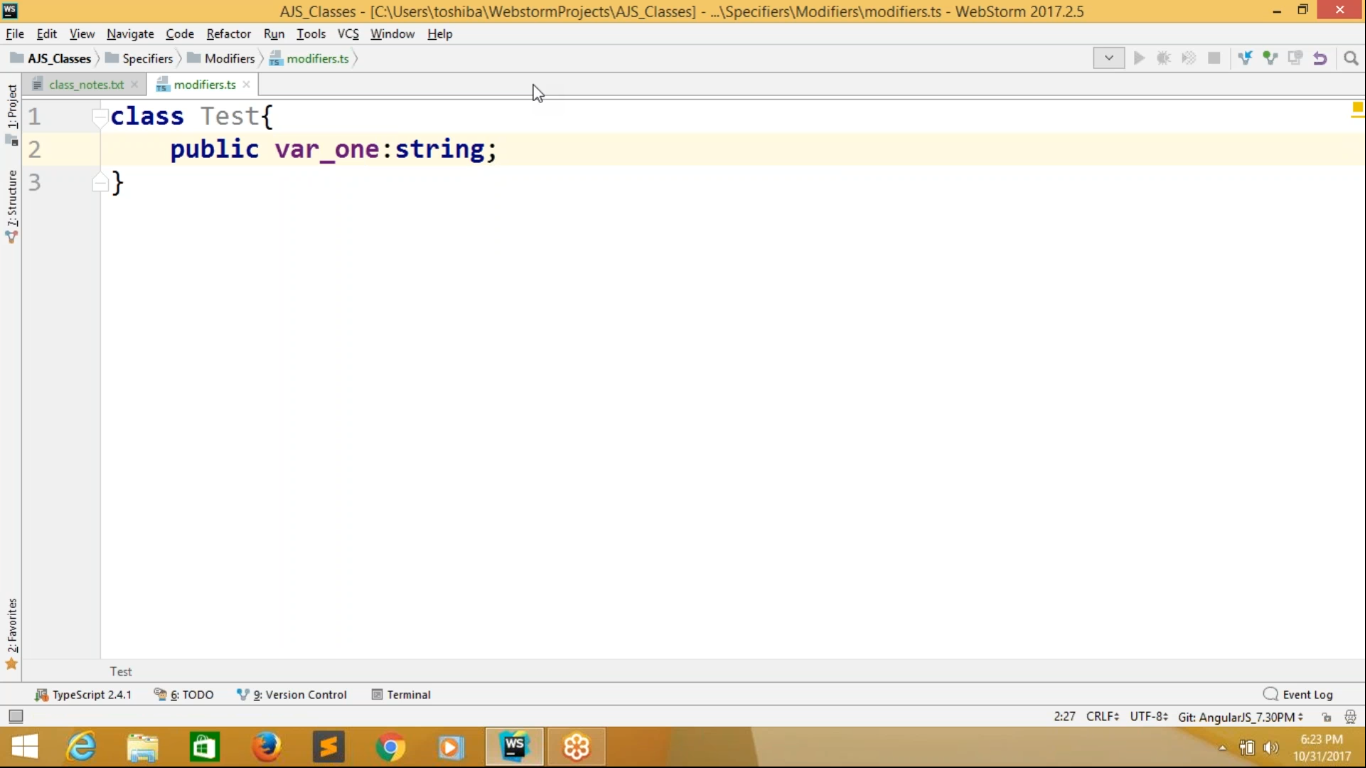 WS AJS_Classes - [C:\Users\toshiba\WebstormProjects\AJS_Classes] - ...\Specifiers\Modifiers\modifiers.ts - WebStorm 2017.2.5
File Edit View Navigate Code Refactor Run Tools VCS Window Help
AJS_Classes Specifiers Modifiers modifiers.ts
class_notes.txt modifiers.ts
1: Project
Z: Structure
2: Favorites
1 class Test{
2 public var_one:string;
3 }
Test
TypeScript 2.4.1 6: TODO 9: Version Control Terminal Event Log
2:27 CRLF UTF-8 Git: AngularJS_7.30PM
WS
6:23 PM
10/31/2017